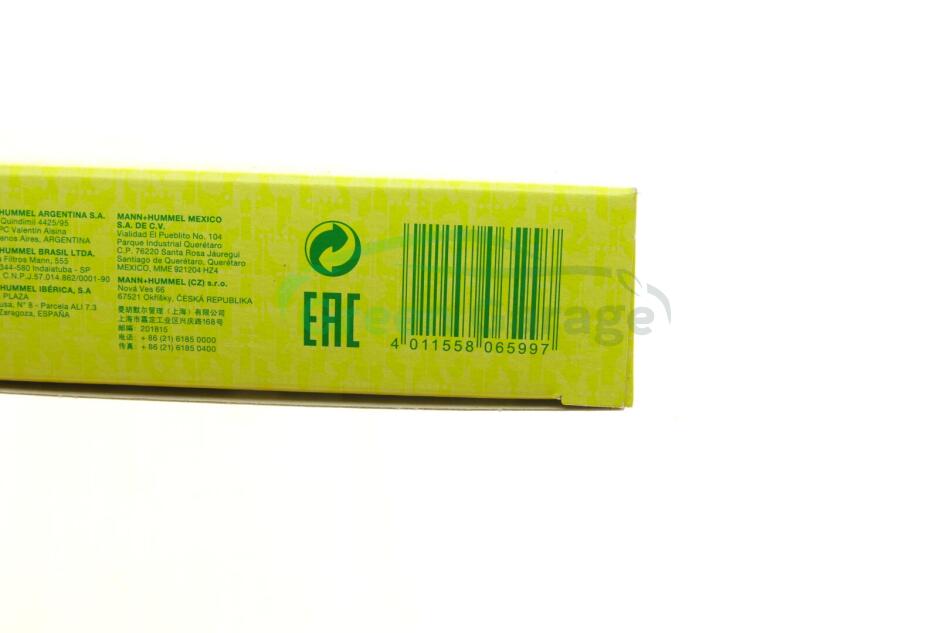 HUMMEL ARGENTINA S.A.
Quindimil 4425/95
PC Valentin Alsina
enos Aires, ARGENTINA
HUMMEL BRASIL LTDA.
Filtros Mann, 555
344-580 Indaiatuba - SP
C.N.P.J.57.014.862/0001-90
HUMMEL IBÉRICA, S.A
PLAZA
usa, N° 8 - Parcela ALI 7.3
Zaragoza, ESPAÑA
MANN+HUMMEL MEXICO
S.A. DE C.V.
Vialidad El Pueblito No. 104
Parque Industrial Querétaro
C.P. 76220 Santa Rosa Jáuregui
Santiago de Querétaro, Querétaro
MEXICO, MME 921204 HZ4
MANN+HUMMEL (CZ) s.r.o.
Nová Ves 66
67521 Okříšky, ČESKÁ REPUBLIKA
曼胡默尔管理（上海）有限公司
上海市嘉定工业区兴庆路168号
邮编： 201815
电话： + 86 (21) 6185 0000
传真： + 86 (21) 6185 0400
EAC
4 011558 065997
Green Garage